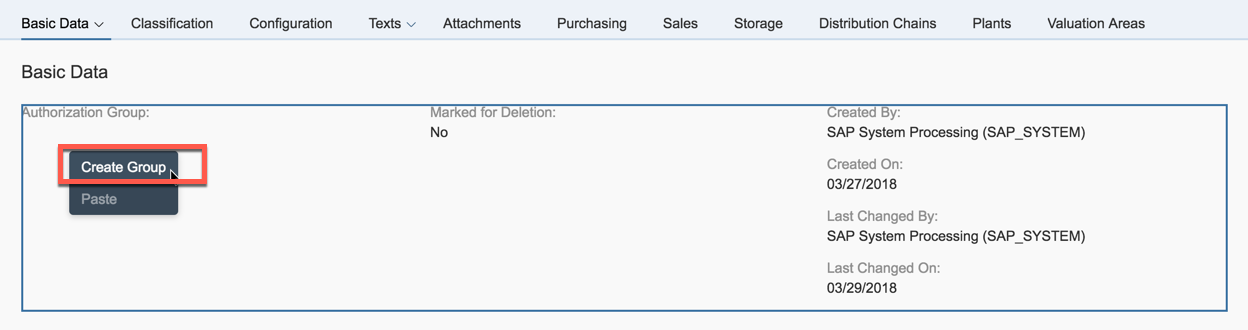 Basic Data Classification Configuration Texts Attachments Purchasing Sales Storage Distribution Chains Plants Valuation Areas
Basic Data
Authorization Group:
Create Group
Paste
Marked for Deletion:
No
Created By:
SAP System Processing (SAP_SYSTEM)
Created On:
03/27/2018
Last Changed By:
SAP System Processing (SAP_SYSTEM)
Last Changed On:
03/29/2018